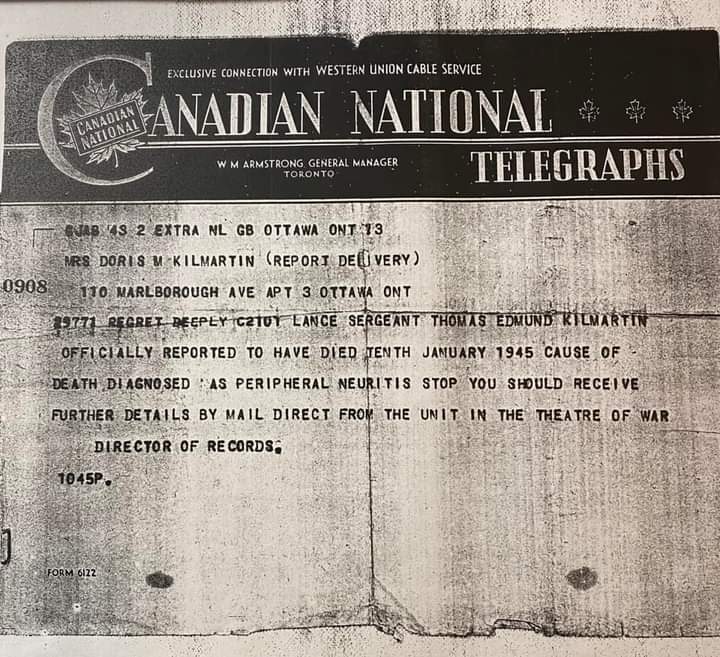 EXCLUSIVE CONNECTION WITH WESTERN UNION CABLE SERVICE
CANADIAN NATIONAL
CANADIAN NATIONAL
TELEGRAPHS
W M ARMSTRONG, GENERAL MANAGER
TORONTO
43 2 EXTRA NL GB OTTAWA ONT 13
MRS DORIS M KILMARTIN (REPORT DELIVERY)
0908
110 MARLBOROUGH AVE APT 3 OTTAWA ONT
29771 REGRET DEEPLY C2101 LANCE SERGEANT THOMAS EDMUND KILMARTIN
OFFICIALLY REPORTED TO HAVE DIED TENTH JANUARY 1945 CAUSE OF
DEATH DIAGNOSED AS PERIPHERAL NEURITIS STOP YOU SHOULD RECEIVE
FURTHER DETAILS BY MAIL DIRECT FROM THE UNIT IN THE THEATRE OF WAR
DIRECTOR OF RECORDS.
1045P.
FORM 6122